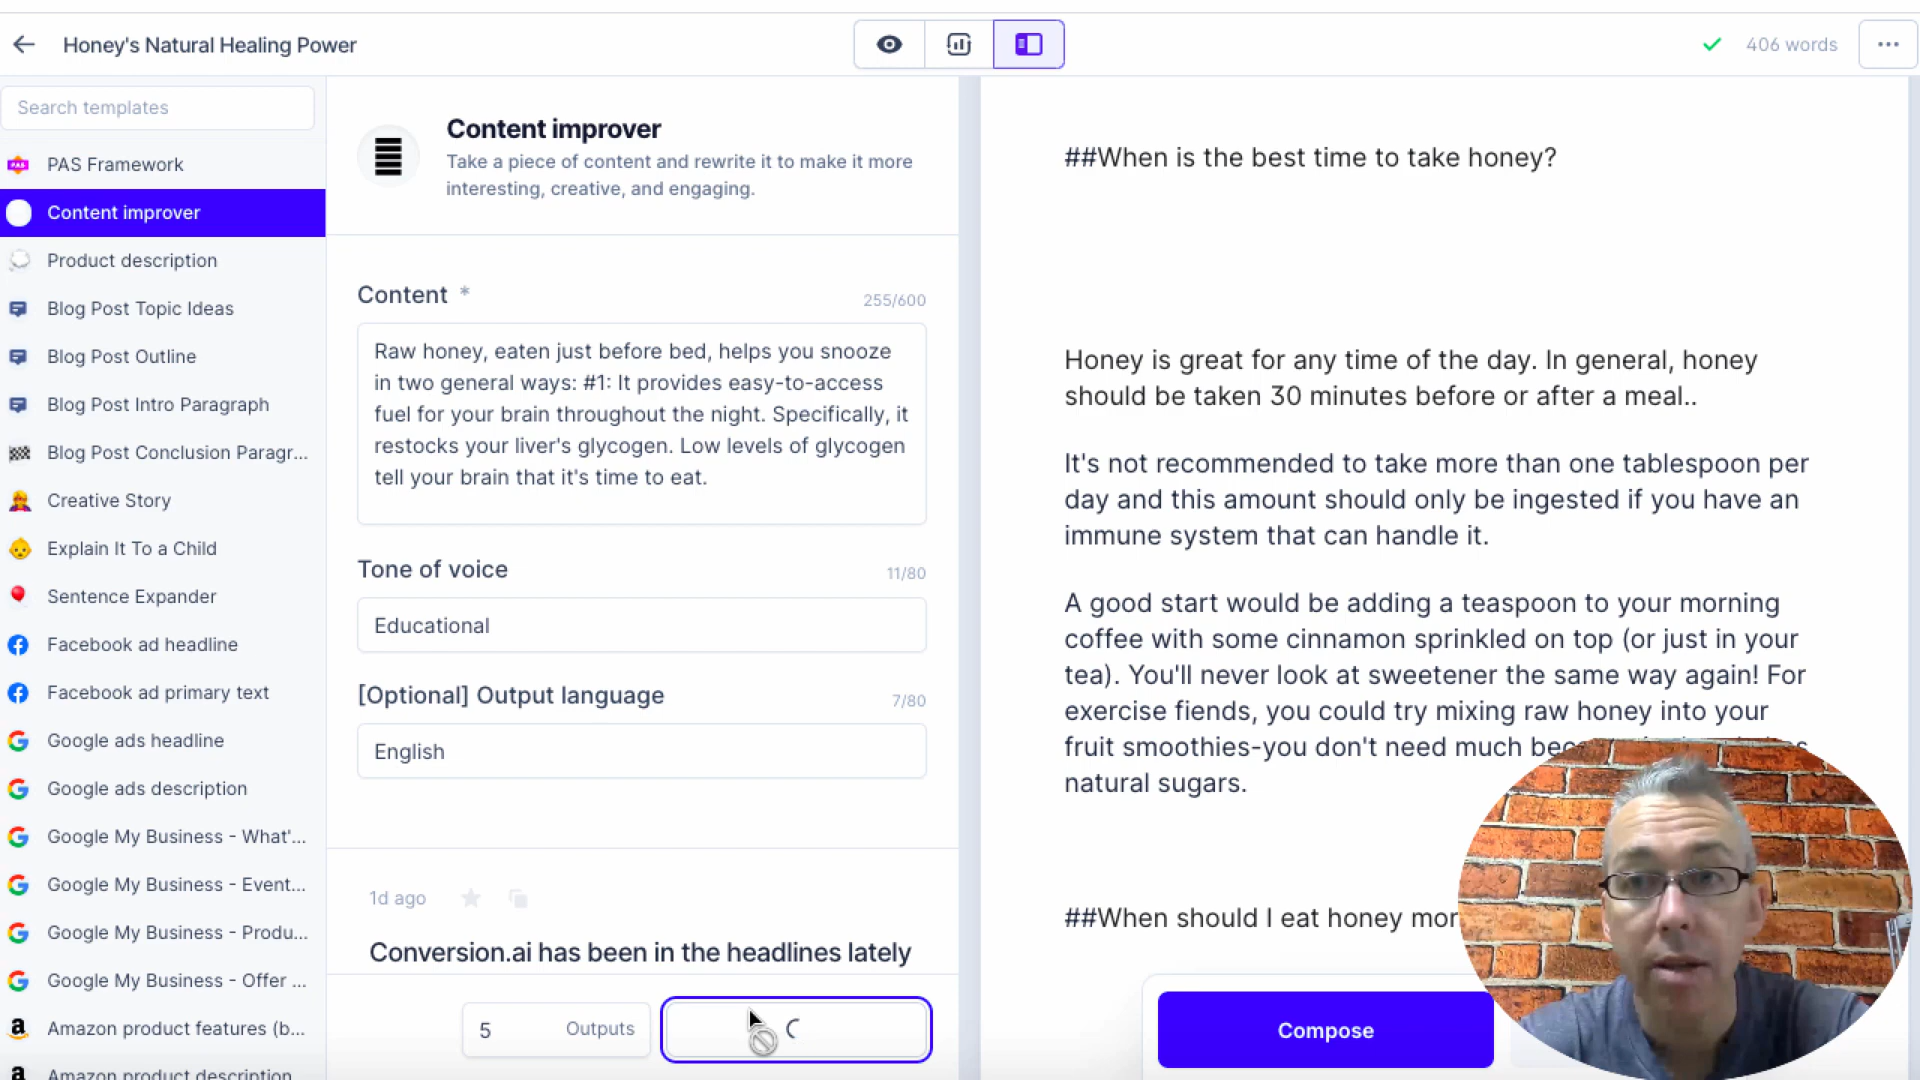 Honey's Natural Healing Power
406 words
Search templates
PAS Framework
Content improver
Product description
Blog Post Topic Ideas
Blog Post Outline
Blog Post Intro Paragraph
Blog Post Conclusion Paragr...
Creative Story
Explain It To a Child
Sentence Expander
Facebook ad headline
Facebook ad primary text
Google ads headline
Google ads description
Google My Business - What'...
Google My Business - Event...
Google My Business - Produ...
Google My Business - Offer ...
Amazon product features (b...
Amazon product description
Content improver
Take a piece of content and rewrite it to make it more
interesting, creative, and engaging.
Content *
255/600
Raw honey, eaten just before bed, helps you snooze
in two general ways: #1: It provides easy-to-access
fuel for your brain throughout the night. Specifically, it
restocks your liver's glycogen. Low levels of glycogen
tell your brain that it's time to eat.
Tone of voice
11/80
Educational
[Optional] Output language
7/80
English
1d ago
Conversion.ai has been in the headlines lately
5 Outputs
##When is the best time to take honey?
Honey is great for any time of the day. In general, honey
should be taken 30 minutes before or after a meal..
It's not recommended to take more than one tablespoon per
day and this amount should only be ingested if you have an
immune system that can handle it.
A good start would be adding a teaspoon to your morning
coffee with some cinnamon sprinkled on top (or just in your
tea). You'll never look at sweetener the same way again! For
exercise fiends, you could try mixing raw honey into your
fruit smoothies-you don't need much
natural sugars.
##When should I eat honey
Compose